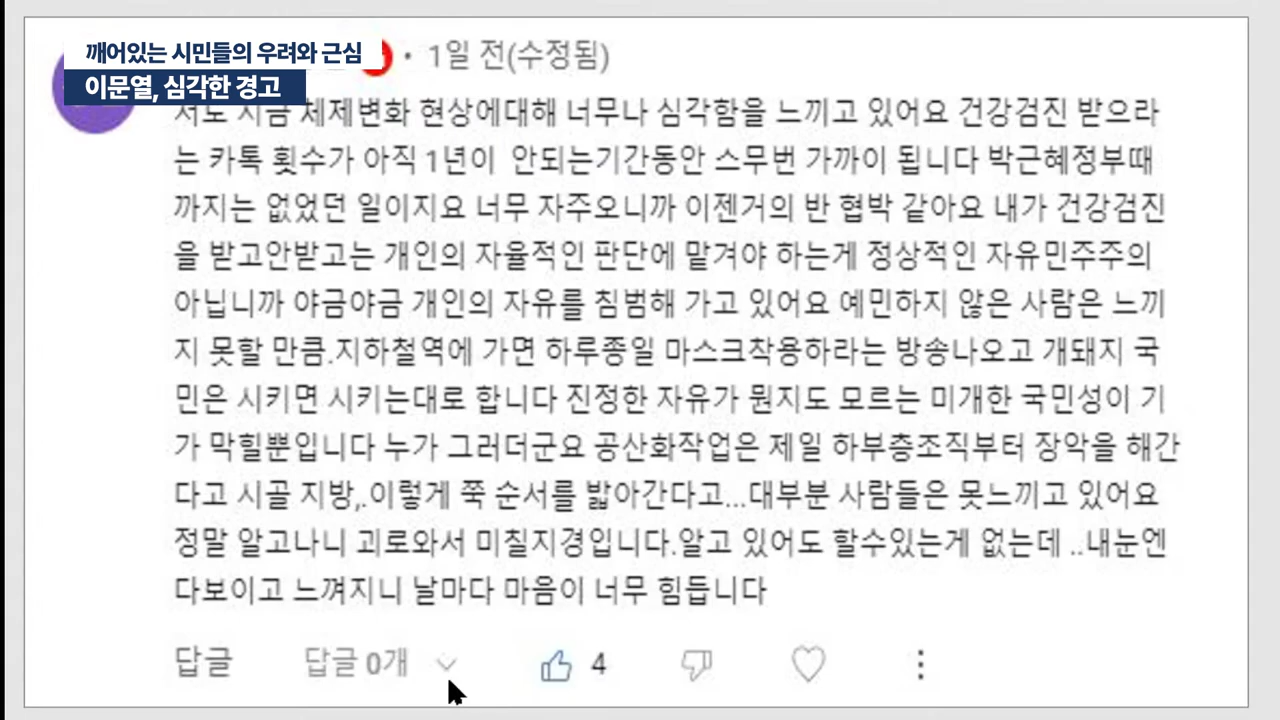 깨어있는 시민들의 우려와 근심
이문열, 심각한 경고
• 1일 전(수정됨)
저도 지금 체제변화 현상에대해 너무나 심각함을 느끼고 있어요 건강검진 받으라
는 카톡 횟수가 아직 1년이 안되는기간동안 스무번 가까이 됩니다 박근혜정부때
까지는 없었던 일이지요 너무 자주오니까 이젠거의 반 협박 같아요 내가 건강검진
을 받고안받고는 개인의 자율적인 판단에 맡겨야 하는게 정상적인 자유민주주의
아닙니까 야금야금 개인의 자유를 침범해 가고 있어요 예민하지 않은 사람은 느끼
지 못할 만큼.지하철역에 가면 하루종일 마스크착용하라는 방송나오고 개돼지 국
민은 시키면 시키는대로 합니다 진정한 자유가 뭔지도 모르는 미개한 국민성이 기
가 막힐뿐입니다 누가 그러더군요 공산화작업은 제일 하부층조직부터 장악을 해간
다고 시골 지방,.이렇게 쭉 순서를 밟아간다고...대부분 사람들은 못느끼고 있어요
정말 알고나니 괴로와서 미칠지경입니다.알고 있어도 할수있는게 없는데 ..내눈엔
다보이고 느껴지니 날마다 마음이 너무 힘듭니다
답글 답글 0개 4